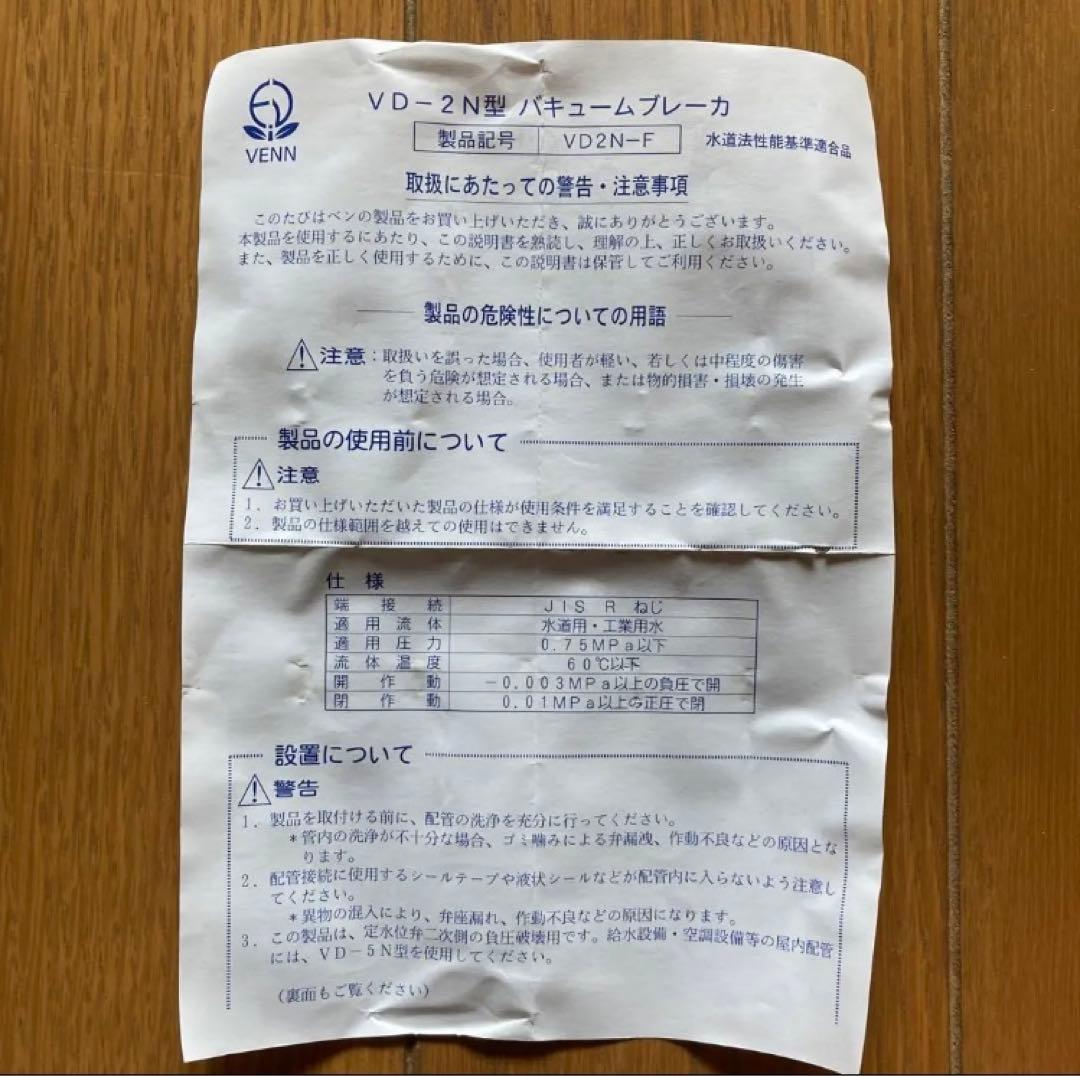 VENN
VD－2N型 バキュームブレーカ
製品記号 VD2N－F 水道法性能基準適合品
取扱にあたっての警告・注意事項
このたびはベンの製品をお買い上げいただき、誠にありがとうございます。
本製品を使用するにあたり、この説明書を熟読し、理解の上、正しくお取扱いください。
また、製品を正しく使用するために、この説明書は保管してご利用ください。
製品の危険性についての用語
注意：取扱いを誤った場合、使用者が軽い、若しくは中程度の傷害
を負う危険が想定される場合、または物的損害・損壊の発生
が想定される場合。
製品の使用前について
注意
1．お買い上げいただいた製品の仕様が使用条件を満足することを確認してください。
2．製品の仕様範囲を越えての使用はできません。
仕 様
端接続 JIS R ねじ
適用流体 水道用・工業用水
適用圧力 0.75MPa以下
流体温度 60℃以下
開作動 －0.003MPa以上の負圧で開
閉作動 0.01MPa以上の正圧で閉
設置について
警告
1．製品を取付ける前に、配管の洗浄を充分に行ってください。
＊管内の洗浄が不十分な場合、ゴミ噛みによる弁漏洩、作動不良などの原因とな
ります。
2．配管接続に使用するシールテープや液状シールなどが配管内に入らないよう注意し
てください。
＊異物の混入により、弁座漏れ、作動不良などの原因になります。
3．この製品は、定水位弁二次側の負圧破壊用です。給水設備・空調設備等の屋内配管
には、VD－5N型を使用してください。
（裏面もご覧ください）